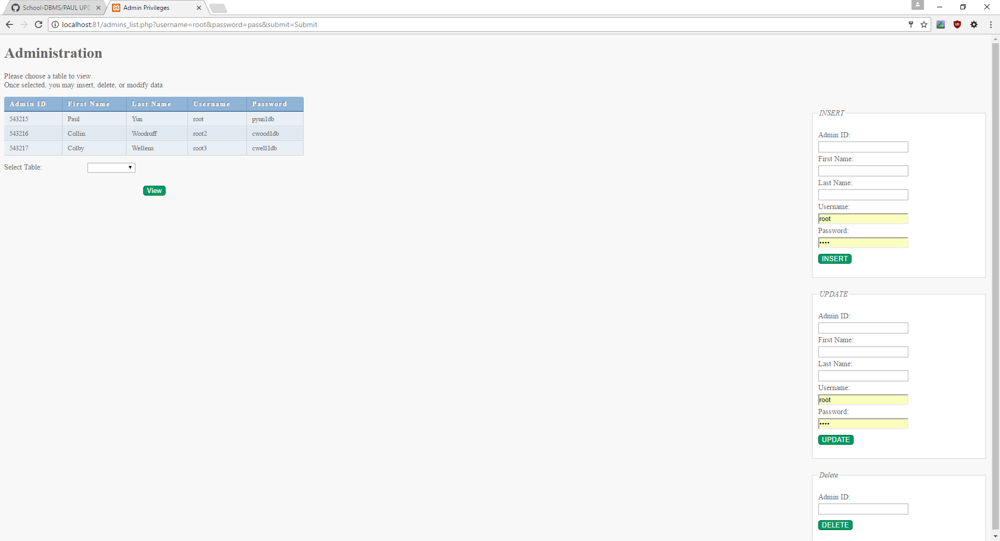 School-DBMS/PAUL UPD
Admin Privileges
localhost:81/admins_list.php?username=root&password=pass&submit=Submit
Administration
Please choose a table to view
Once selected, you may insert, delete, or modify data
Admin ID First Name Last Name Username Password
543215 Paul Yun root pyun1db
543216 Collin Woodruff root2 cwood1db
543217 Colby Wellens root3 cwell1db
Select Table:
View
INSERT
Admin ID:
First Name:
Last Name:
Username:
root
Password:
••••
INSERT
UPDATE
Admin ID:
First Name:
Last Name:
Username:
root
Password:
••••
UPDATE
Delete
Admin ID:
DELETE